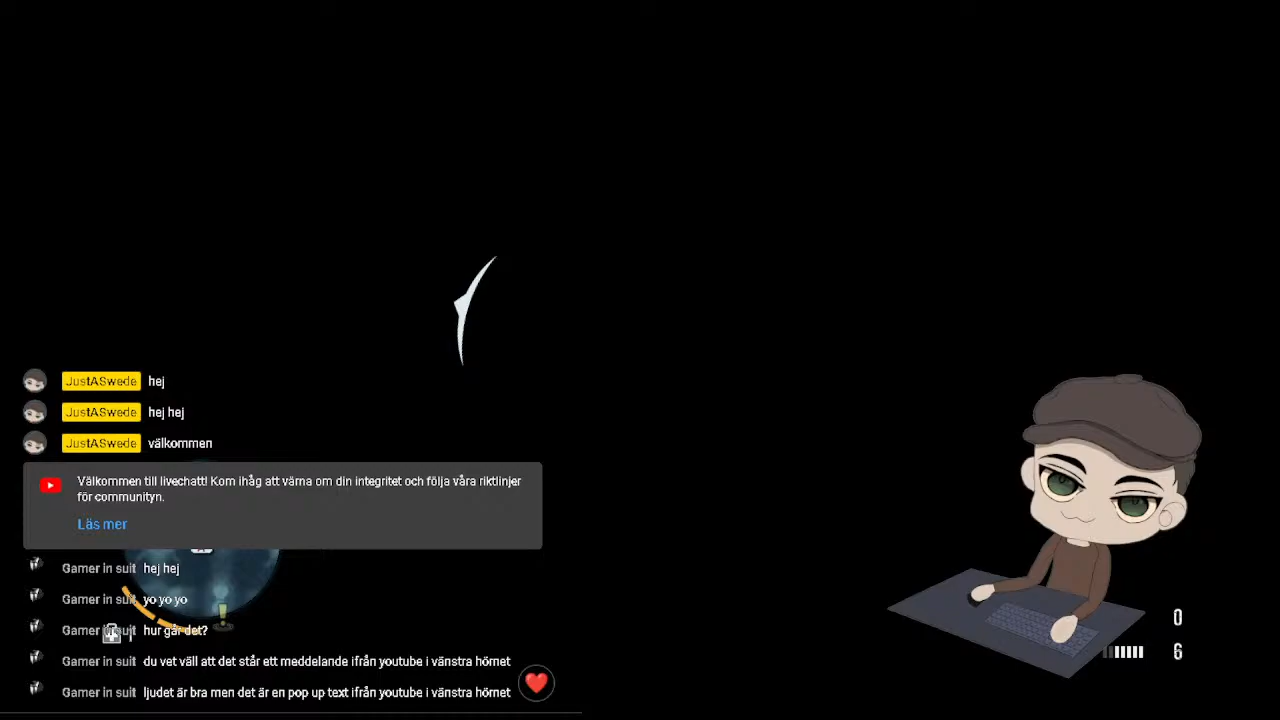 JustASwede hej
JustASwede hej hej
JustASwede välkommen
Välkommen till livechatt! Kom ihåg att värna om din integritet och följa våra riktlinjer
för communityn.
Läs mer
Gamer in suit hej hej
Gamer in suit yo yo yo
Gamer in suit hur går det?
Gamer in suit du vet väll att det står ett meddelande ifrån youtube i vänstra hörnet
Gamer in suit ljudet är bra men det är en pop up text ifrån youtube i vänstra hörnet
0
6